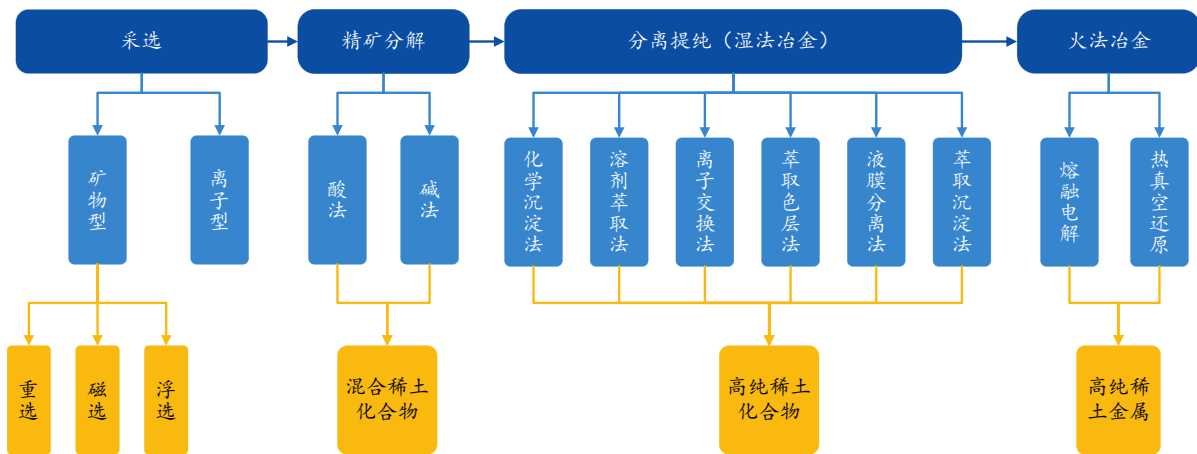 采选
精矿分解
分离提纯（湿法冶金）
火法冶金
矿物型
离子型
酸法
碱法
化学沉淀法
溶剂萃取法
离子交换法
萃取色层法
液膜分离法
萃取沉淀法
熔融电解
热真空还原
重选
磁选
浮选
混合稀土
化合物
高纯稀土
化合物
高纯稀
土金属